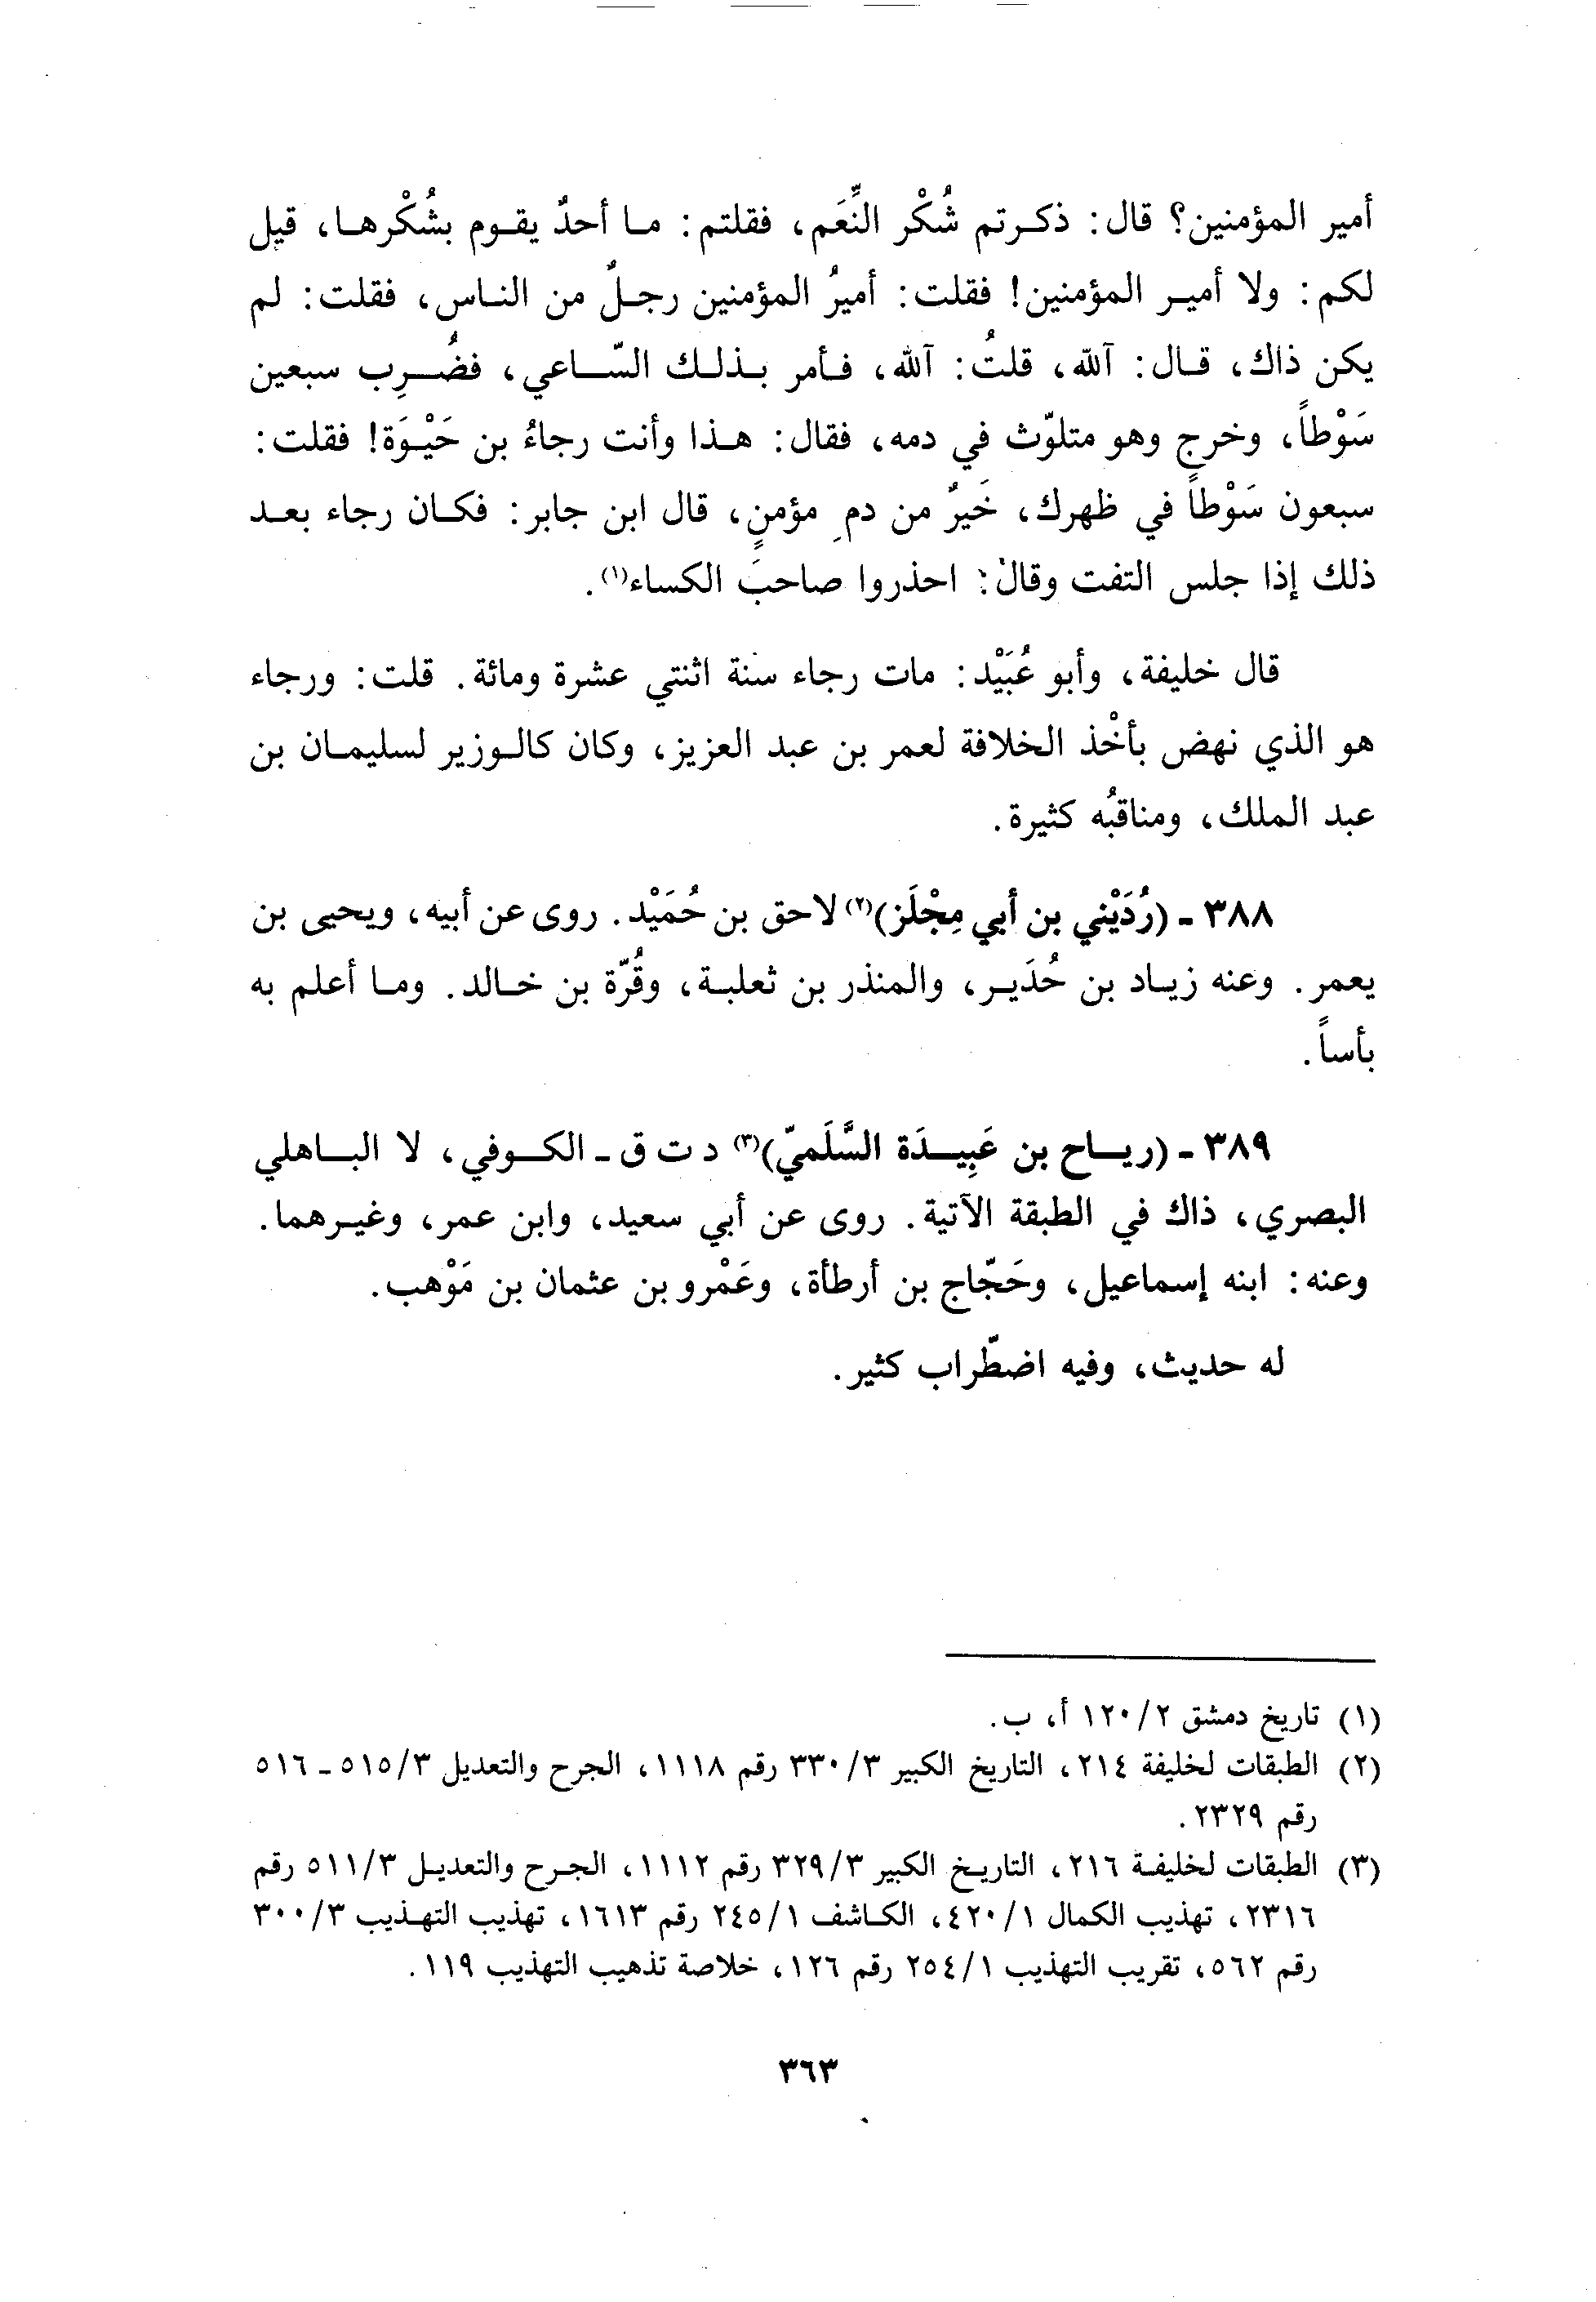 أمير المؤمنين؟ قال: ذكرتم شُكْر النِّعَم، فقلتم: ما أحدٌ يقوم بشُكْرها، قيل
لكم: ولا أمير المؤمنين! فقلت: أميرُ المؤمنين رجلٌ من الناس، فقلت: لم
يكن ذاك، قال: آلله، قلتُ: آلله، فأمر بذلك السّاعي، فضُرِب سبعين
سَوْطاً، وخرج وهو متلوّث في دمه، فقال: هذا وأنت رجاءُ بن حَيْوَة! فقلت:
سبعون سَوْطاً في ظهرك، خَيرٌ من دمِ مؤمنٍ، قال ابن جابر: فكان رجاء بعد
ذلك إذا جلس التفت وقال: احذروا صاحبَ الكساء(١).
قال خليفة، وأبو عُبَيْد: مات رجاء سنة اثنتي عشرة ومائة. قلت: ورجاء
هو الذي نهض بأخْذ الخلافة لعمر بن عبد العزيز، وكان كالوزير لسليمان بن
عبد الملك، ومناقبُه كثيرة.
٣٨٨ - (رُدَيْني بن أبي مِجْلَز)(٢) لاحق بن حُمَيْد. روى عن أبيه، ويحيى بن
يعمر. وعنه زياد بن حُدَير، والمنذر بن ثعلبة، وقُرّة بن خالد. وما أعلم به
بأساً.
٣٨٩ - (رياح بن عَبِيدَة السَّلَميّ)(٣) د ت ق - الكوفي، لا الباهلي
البصري، ذاك في الطبقة الآتية. روى عن أبي سعيد، وابن عمر، وغيرهما.
وعنه: ابنه إسماعيل، وحَجّاج بن أرطأة، وعَمْرو بن عثمان بن مَوْهب.
له حديث، وفيه اضطّراب كثير.
(١) تاريخ دمشق ١٢٠/٢ أ، ب.
(٢) الطبقات لخليفة ٢١٤، التاريخ الكبير ٣٣٠/٣ رقم ١١١٨، الجرح والتعديل ٥١٥/٣ - ٥١٦
رقم ٢٣٢٩.
(٣) الطبقات لخليفة ٢١٦، التاريخ الكبير ٣٢٩/٣ رقم ١١١٢، الجرح والتعديل ٥١١/٣ رقم
٢٣١٦، تهذيب الكمال ٤٢٠/١، الكاشف ٢٤٥/١ رقم ١٦١٣، تهذيب التهذيب ٣٠٠/٣
رقم ٥٦٢، تقريب التهذيب ٢٥٤/١ رقم ١٢٦، خلاصة تذهيب التهذيب ١١٩.
٣٦٣